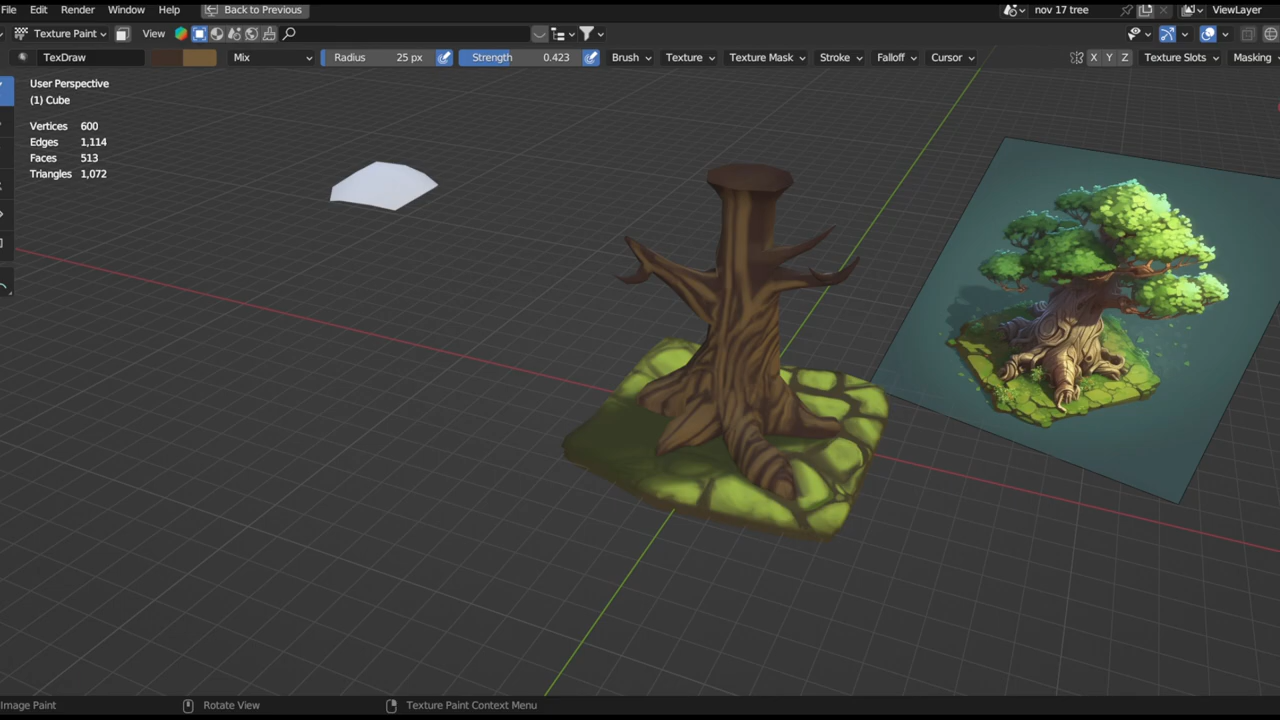 File Edit Render Window Help Back to Previous nov 17 tree ViewLayer
Texture Paint View
TexDraw Mix Radius 25 px Strength 0.423 Brush Texture Texture Mask Stroke Falloff Cursor X Y Z Texture Slots Masking
User Perspective
(1) Cube
Vertices 600
Edges 1,114
Faces 513
Triangles 1,072
Image Paint Rotate View Texture Paint Context Menu